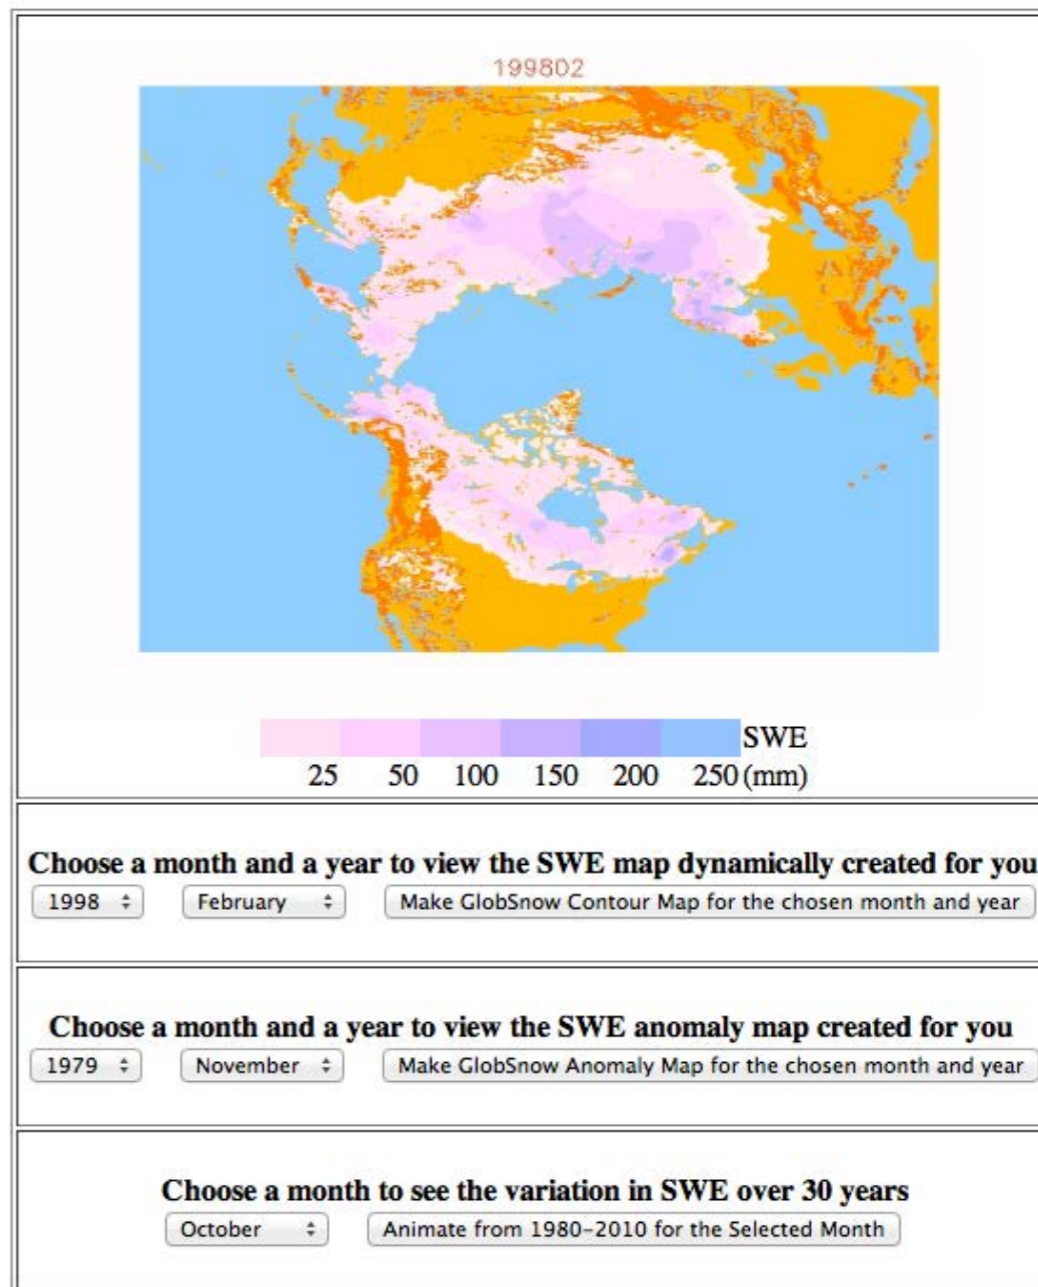 199802
SWE
25 50 100 150 200 250 (mm)
Choose a month and a year to view the SWE map dynamically created for you
1998 February Make GlobSnow Contour Map for the chosen month and year
Choose a month and a year to view the SWE anomaly map created for you
1979 November Make GlobSnow Anomaly Map for the chosen month and year
Choose a month to see the variation in SWE over 30 years
October Animate from 1980-2010 for the Selected Month